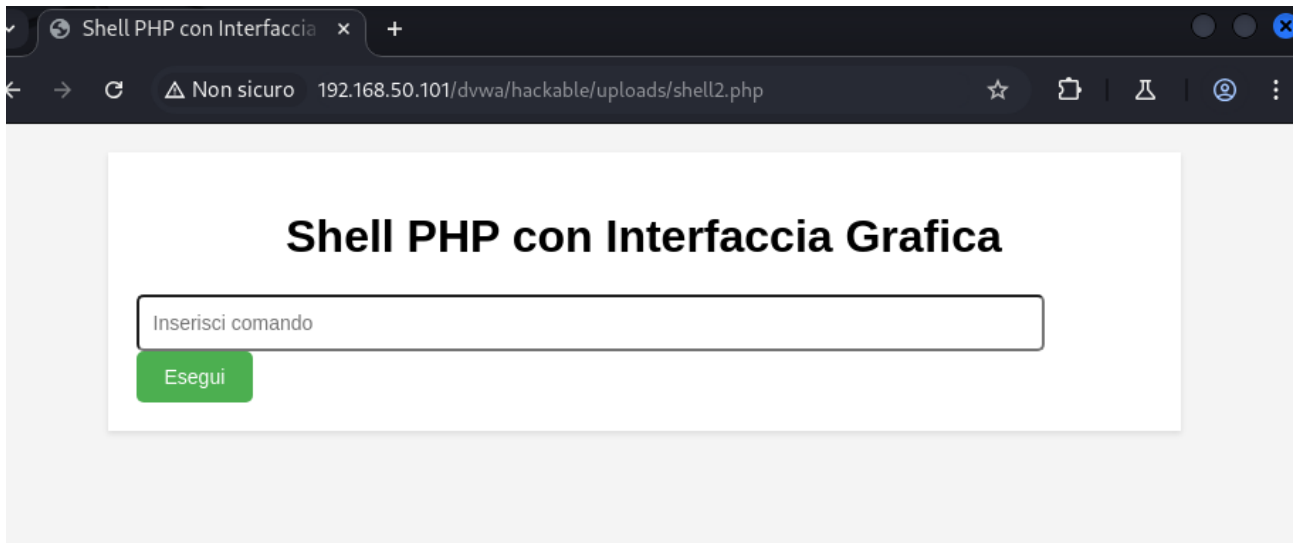 Shell PHP con Interfaccia
Non sicuro 192.168.50.101/dvwa/hackable/uploads/shell2.php
Shell PHP con Interfaccia Grafica
Inserisci comando
Esegui